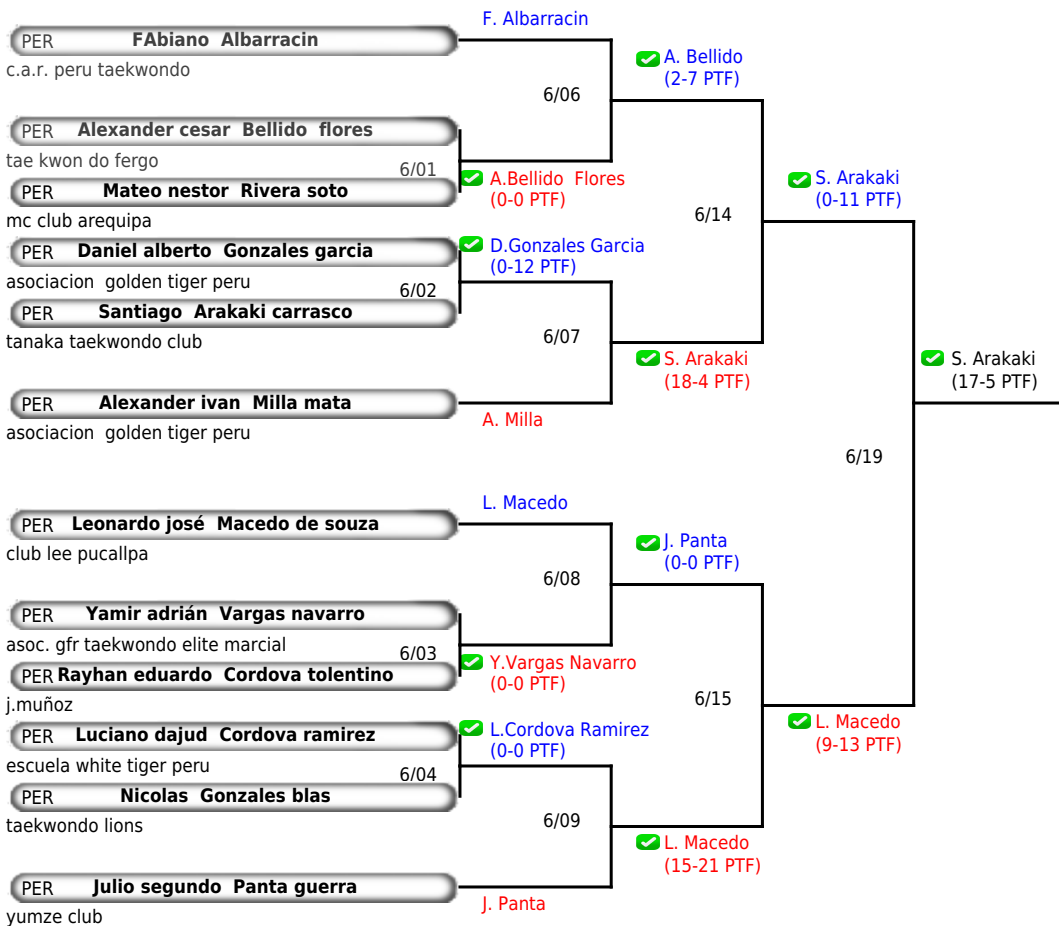 F. Albarracin
PER FAbiano Albarracin
c.a.r. peru taekwondo
A. Bellido
(2-7 PTF)
6/06
PER Alexander cesar Bellido flores
tae kwon do fergo
6/01
A.Bellido Flores
(0-0 PTF)
PER Mateo nestor Rivera soto
mc club arequipa
S. Arakaki
(0-11 PTF)
6/14
PER Daniel alberto Gonzales garcia
D.Gonzales Garcia
(0-12 PTF)
asociacion golden tiger peru
6/02
PER Santiago Arakaki carrasco
tanaka taekwondo club
6/07
S. Arakaki
(18-4 PTF)
S. Arakaki
(17-5 PTF)
PER Alexander ivan Milla mata
A. Milla
asociacion golden tiger peru
6/19
L. Macedo
PER Leonardo josé Macedo de souza
club lee pucallpa
J. Panta
(0-0 PTF)
6/08
PER Yamir adrián Vargas navarro
asoc. gfr taekwondo elite marcial
6/03
Y.Vargas Navarro
(0-0 PTF)
PER Rayhan eduardo Cordova tolentino
j.muñoz
6/15
L. Macedo
(9-13 PTF)
PER Luciano dajud Cordova ramirez
L.Cordova Ramirez
(0-0 PTF)
escuela white tiger peru
6/04
PER Nicolas Gonzales blas
taekwondo lions
6/09
L. Macedo
(15-21 PTF)
PER Julio segundo Panta guerra
J. Panta
yumze club